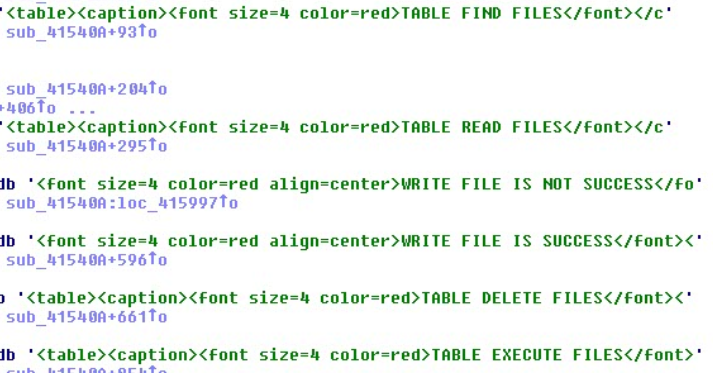 '<table><caption><font size=4 color=red>TABLE FIND FILES</font></c'
sub_41540A+93↑o
sub_41540A+204↑o
+406↑o ...
'<table><caption><font size=4 color=red>TABLE READ FILES</font></c'
sub_41540A+295↑o
db '<font size=4 color=red align=center>WRITE FILE IS NOT SUCCESS</fo'
sub_41540A:loc_415997↑o
db '<font size=4 color=red align=center>WRITE FILE IS SUCCESS</font><'
sub_41540A+596↑o
'<table><caption><font size=4 color=red>TABLE DELETE FILES</font><'
sub_41540A+661↑o
db '<table><caption><font size=4 color=red>TABLE EXECUTE FILES</font>'